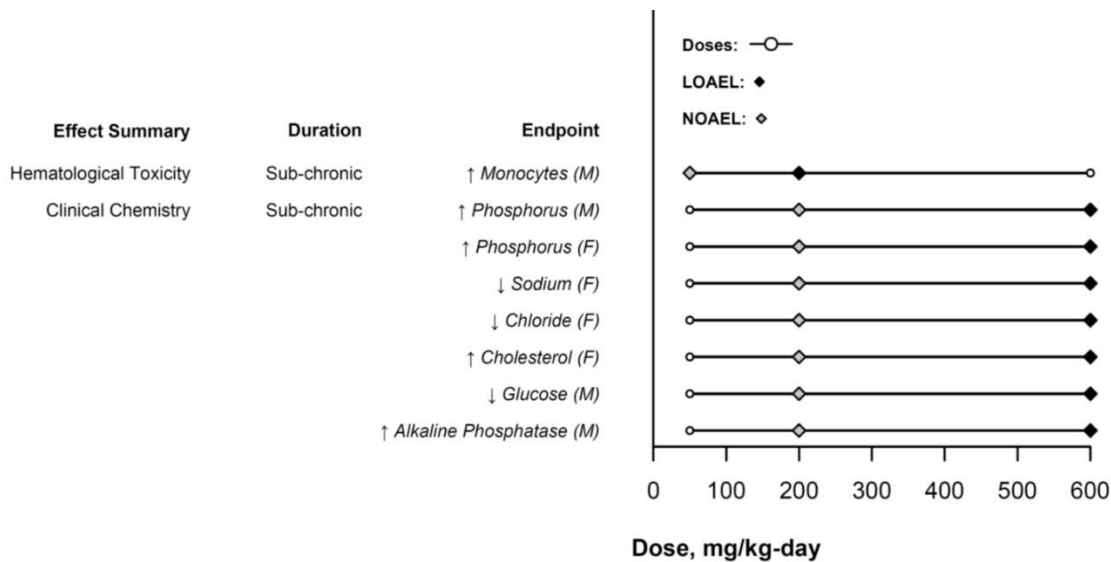 Doses:
LOAEL:
NOAEL:
Effect Summary Duration Endpoint
Hematological Toxicity Sub-chronic ↑ Monocytes (M)
Clinical Chemistry Sub-chronic ↑ Phosphorus (M)
↑ Phosphorus (F)
↓ Sodium (F)
↓ Chloride (F)
↑ Cholesterol (F)
↓ Glucose (M)
↑ Alkaline Phosphatase (M)
0 100 200 300 400 500 600
Dose, mg/kg-day